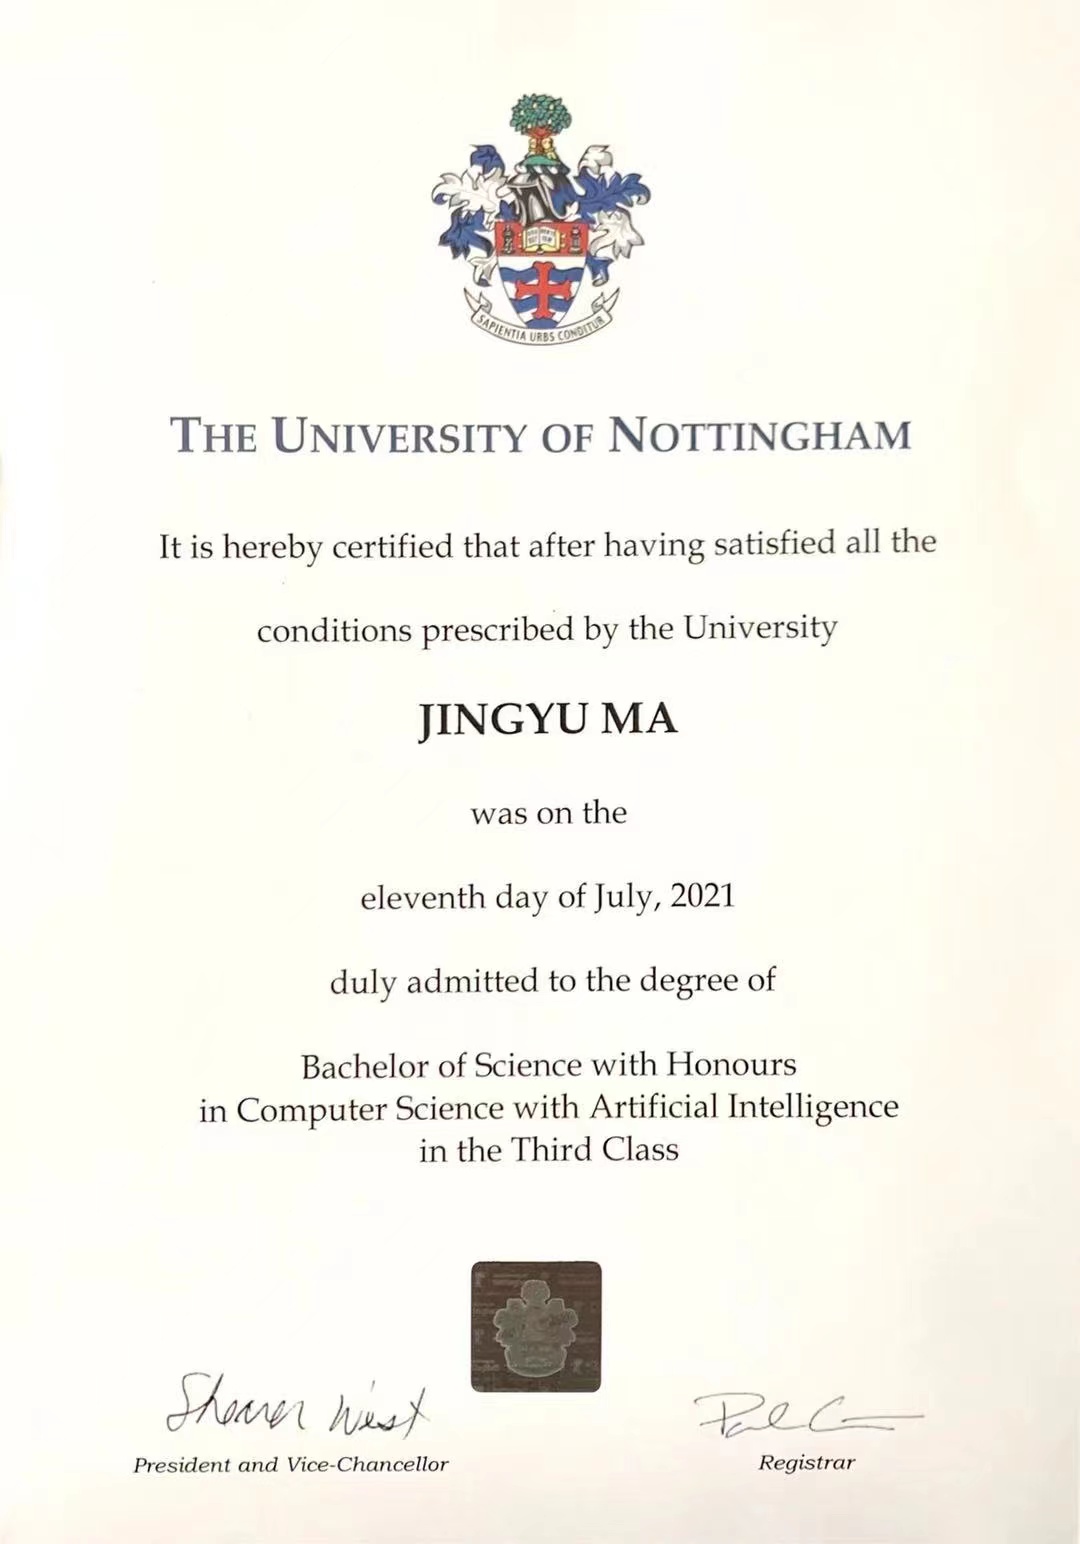 SAPIENTIA URBS CONDITUR
THE UNIVERSITY OF NOTTINGHAM
It is hereby certified that after having satisfied all the
conditions prescribed by the University
JINGYU MA
was on the
eleventh day of July, 2021
duly admitted to the degree of
Bachelor of Science with Honours
in Computer Science with Artificial Intelligence
in the Third Class
Shearer West
President and Vice-Chancellor
Registrar